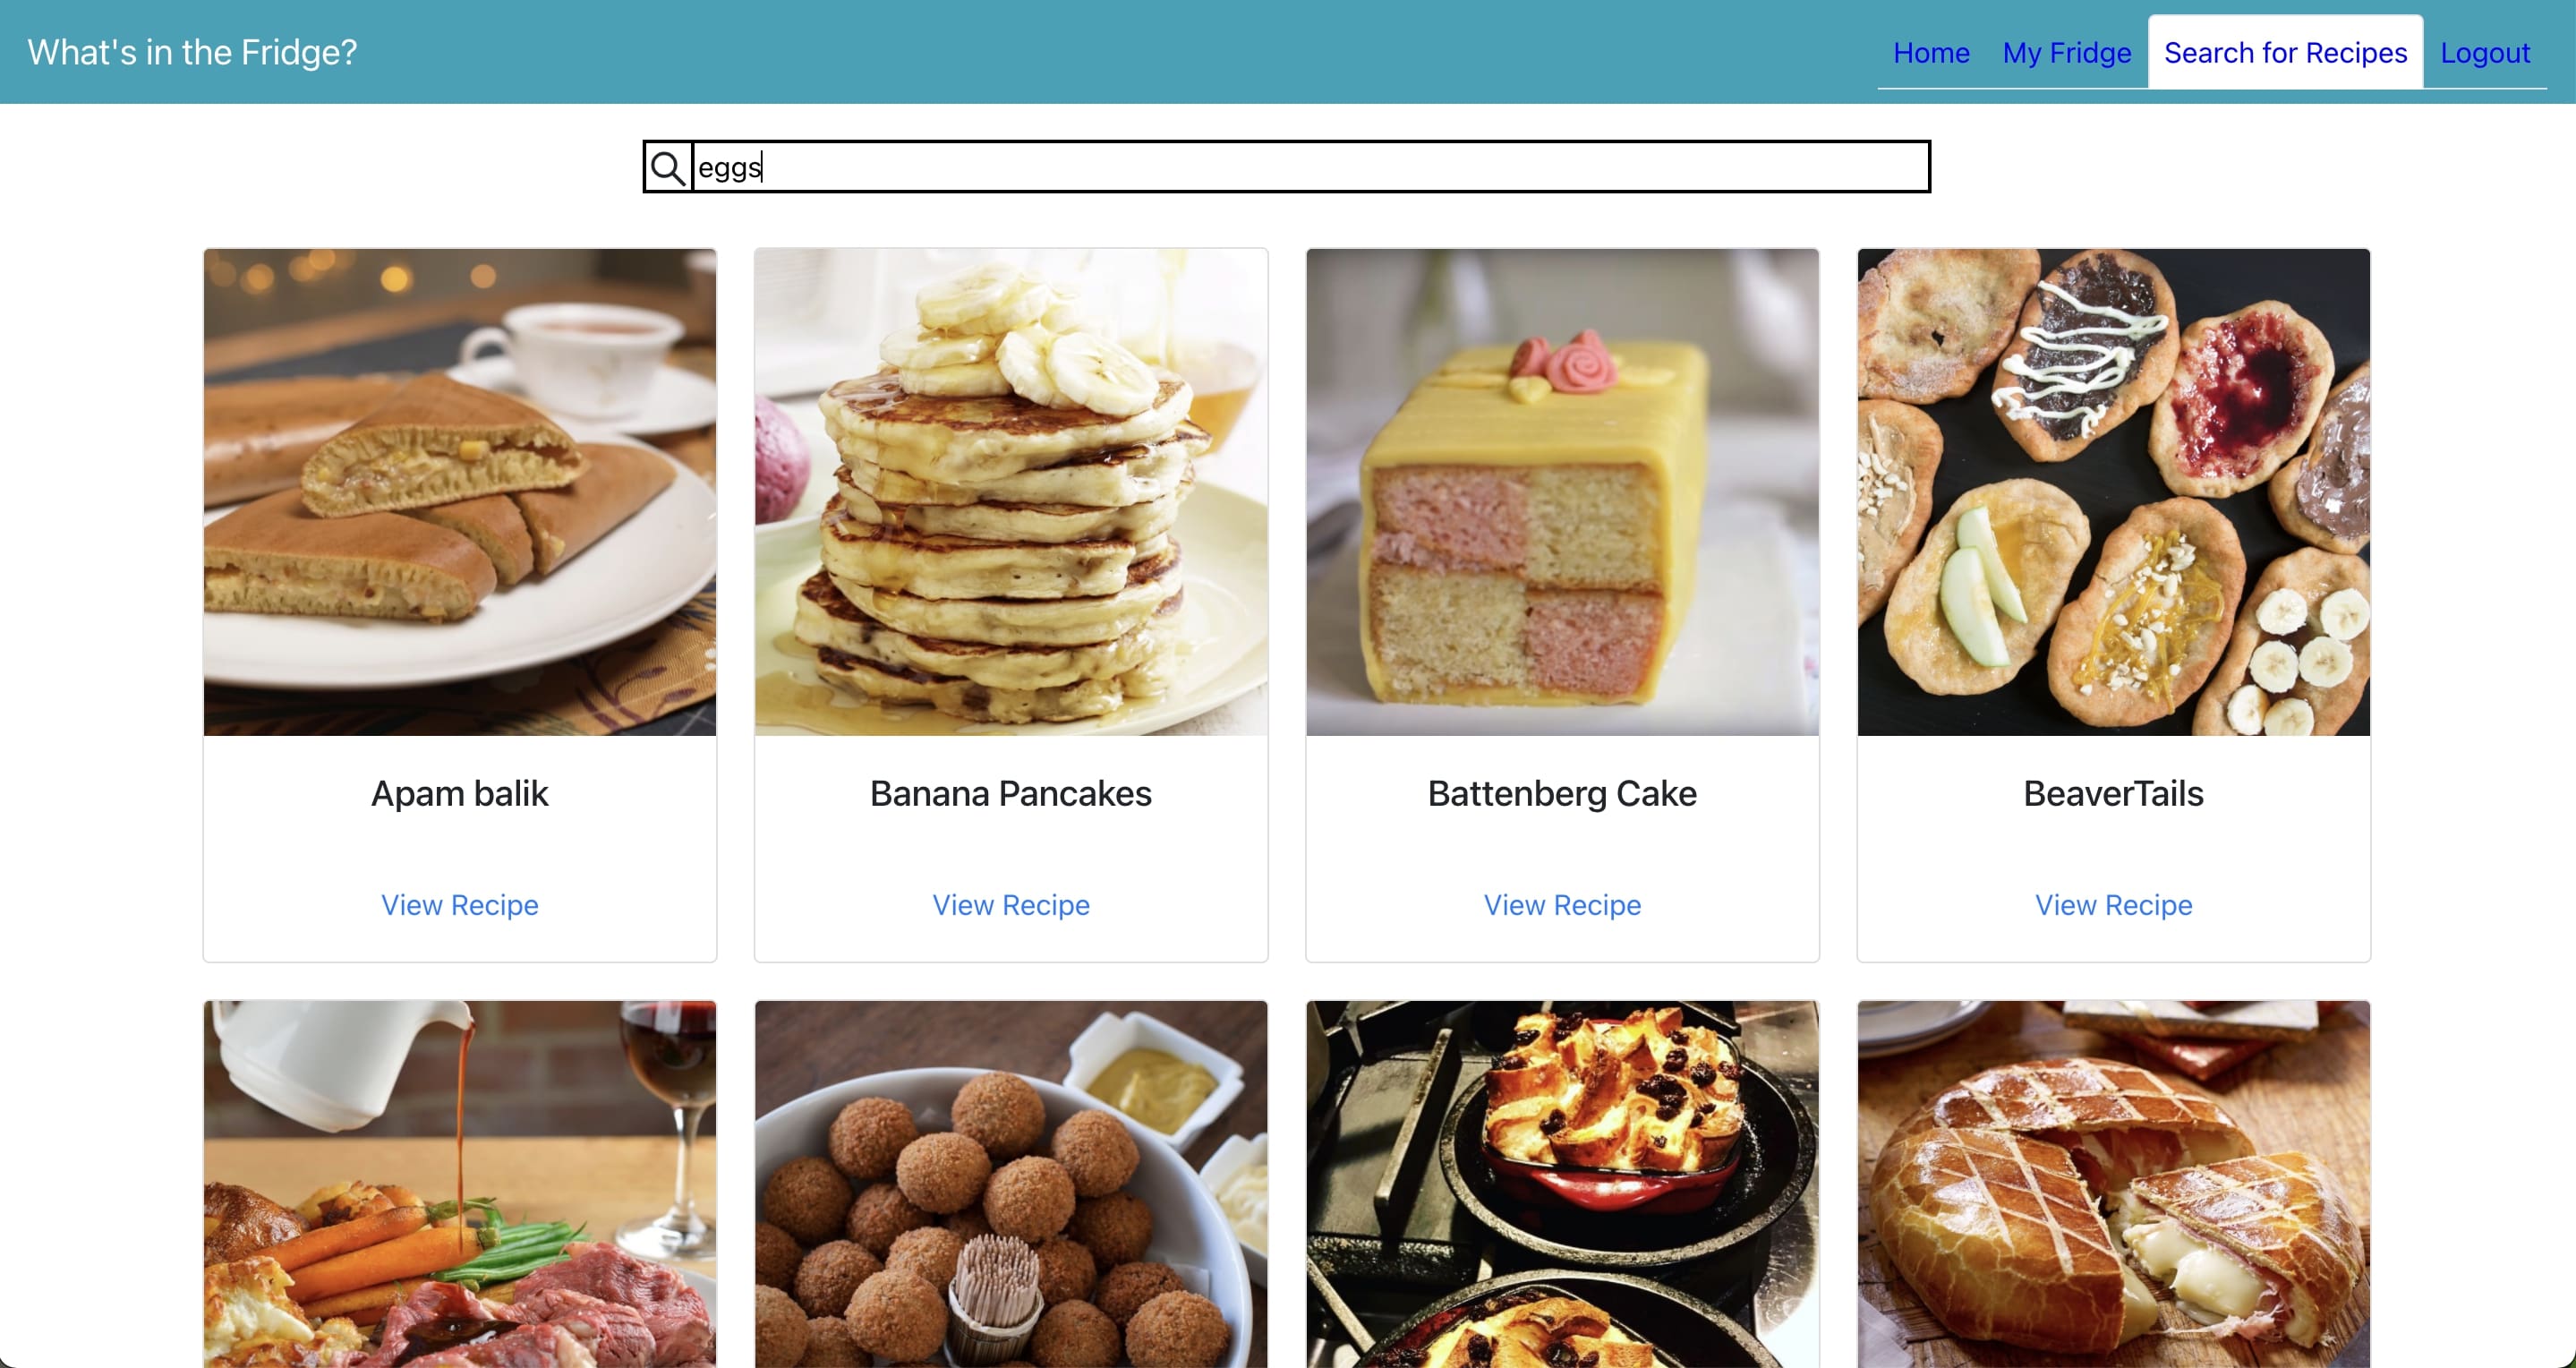 What's in the Fridge?
Home My Fridge Search for Recipes Logout
eggs
Apam balik
Banana Pancakes
Battenberg Cake
BeaverTails
View Recipe
View Recipe
View Recipe
View Recipe